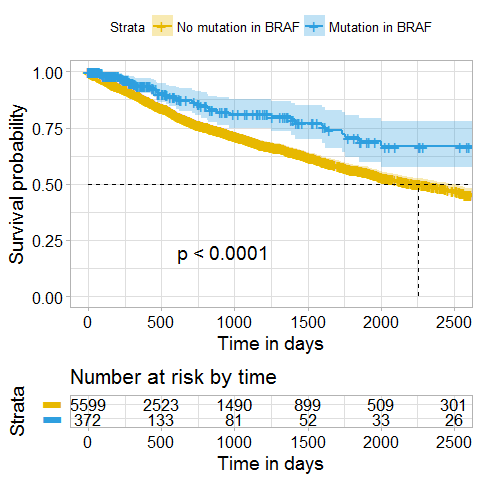 Strata No mutation in BRAF Mutation in BRAF
1.00
0.75
0.50
0.25
0.00
Survival probability
p < 0.0001
0 500 1000 1500 2000 2500
Time in days
Number at risk by time
Strata
5599 2523 1490 899 509 301
372 133 81 52 33 26
0 500 1000 1500 2000 2500
Time in days